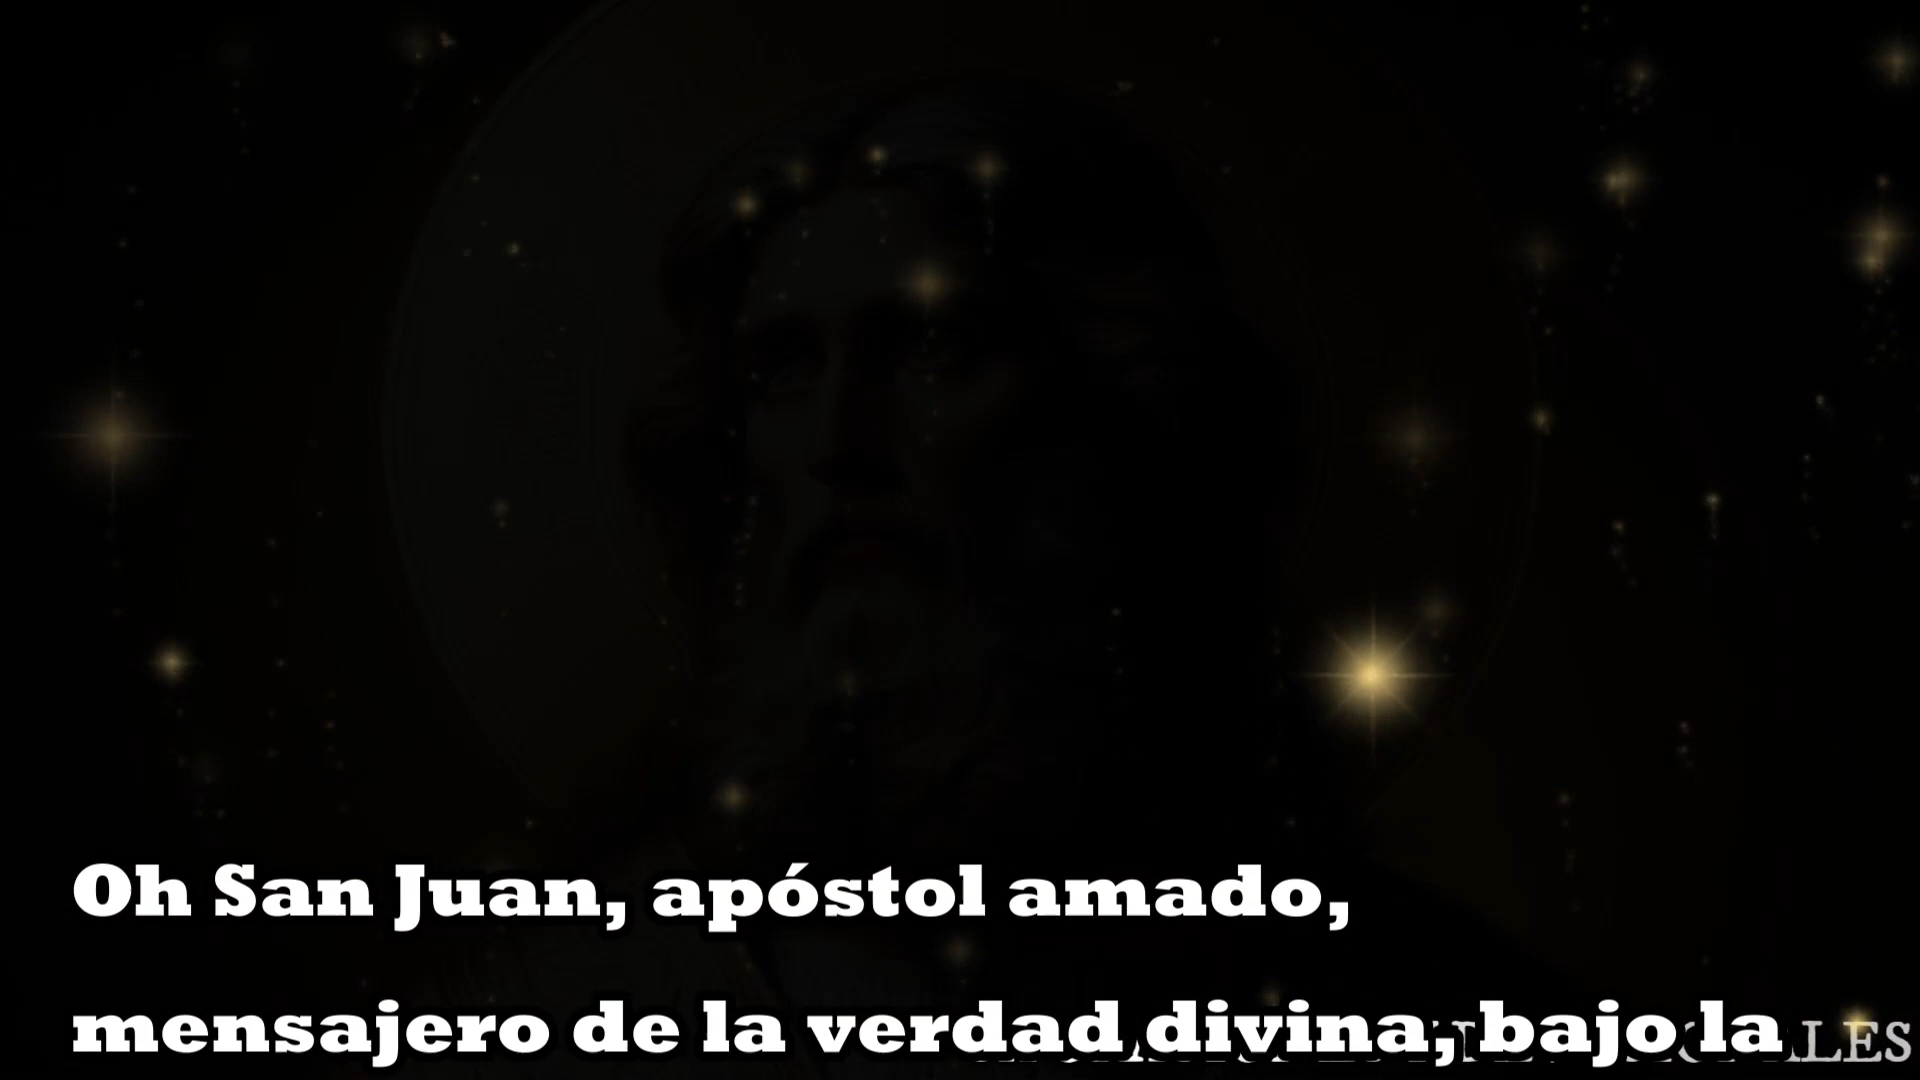 Oh San Juan, apóstol amado,
mensajero de la verdad divina, bajo la